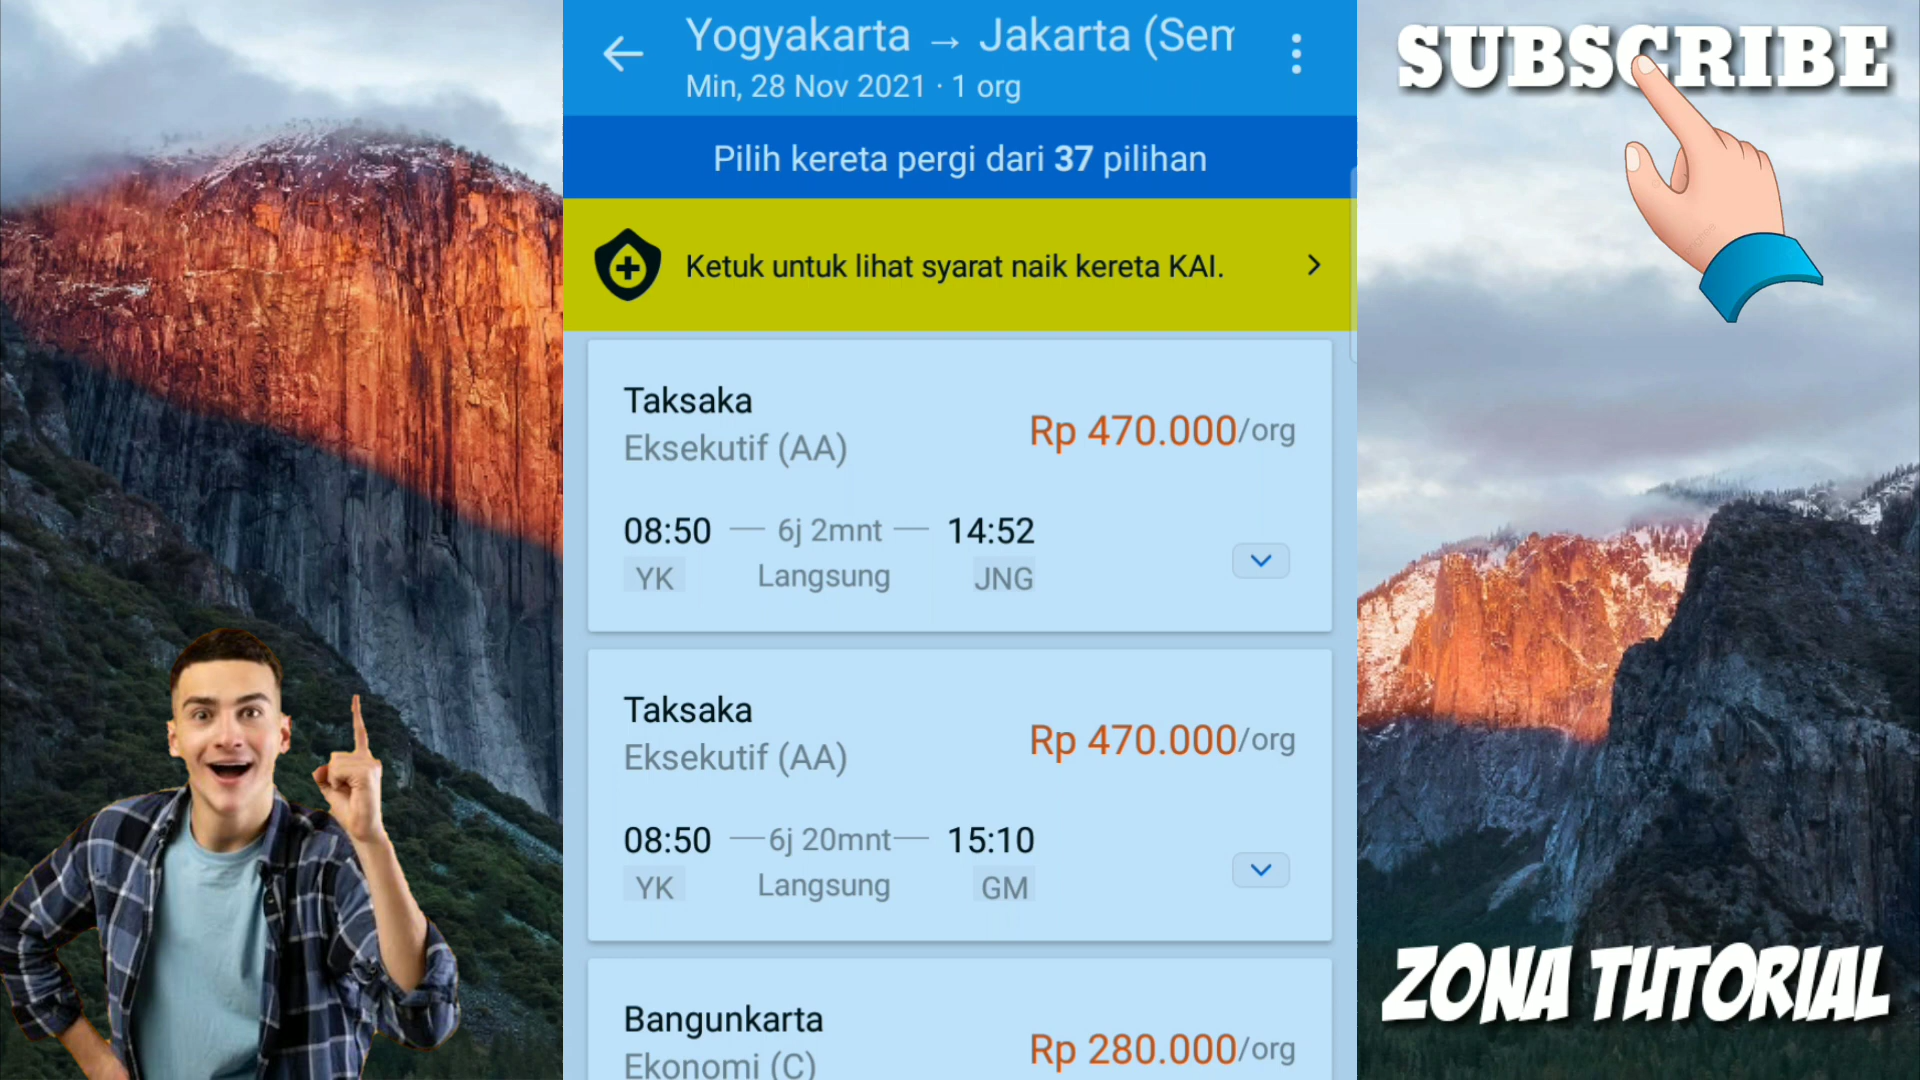 Yogyakarta → Jakarta (Sem
Min, 28 Nov 2021 · 1 org
Pilih kereta pergi dari 37 pilihan
Ketuk untuk lihat syarat naik kereta KAI.
Taksaka
Eksekutif (AA)
Rp 470.000/org
08:50 — 6j 2mnt — 14:52
YK Langsung JNG
Taksaka
Eksekutif (AA)
Rp 470.000/org
08:50 — 6j 20mnt — 15:10
YK Langsung GM
Bangunkarta
Ekonomi (C)
Rp 280.000/org
SUBSCRIBE
ZONA TUTORIAL